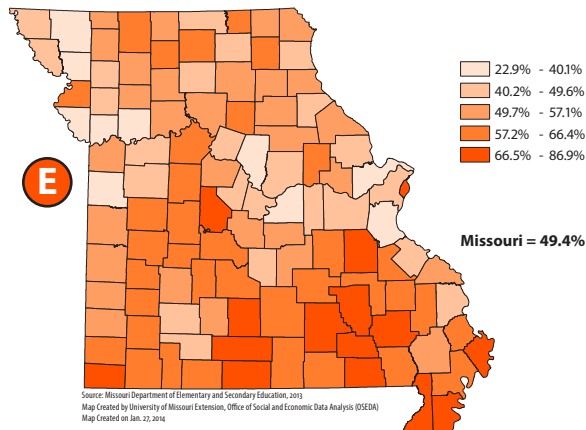 22.9% - 40.1%
40.2% - 49.6%
49.7% - 57.1%
57.2% - 66.4%
66.5% - 86.9%
E
Missouri = 49.4%
Source: Missouri Department of Elementary and Secondary Education, 2013
Map Created by University of Missouri Extension, Office of Social and Economic Data Analysis (OSEDA)
Map Created on Jan. 27, 2014